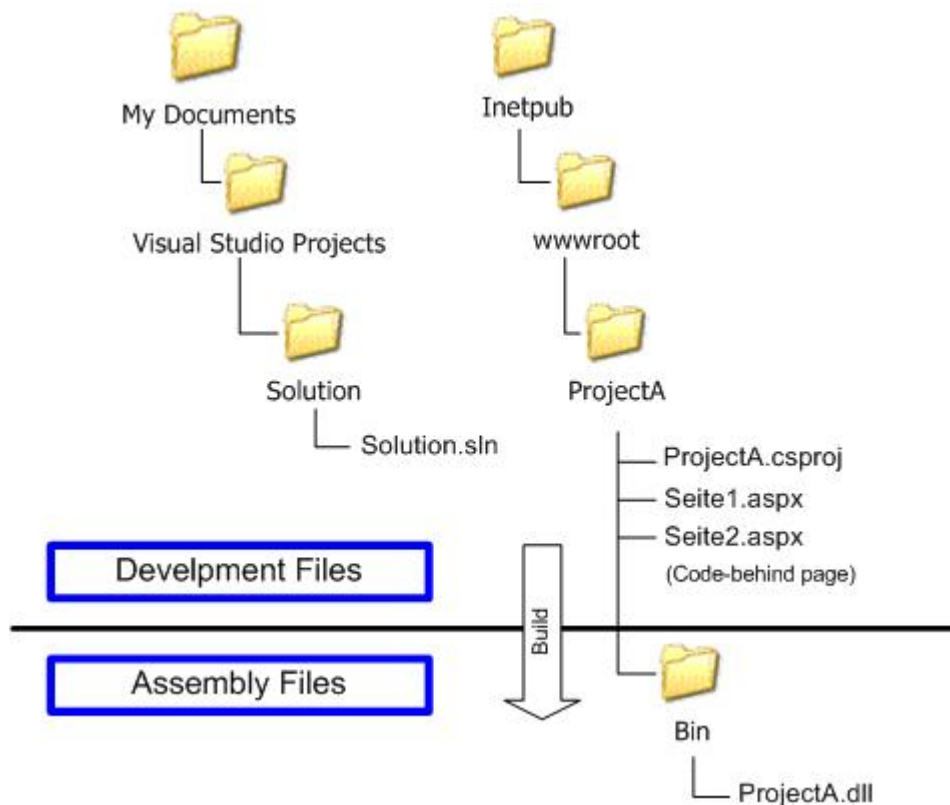 My Documents
Inetpub
Visual Studio Projects
wwwroot
Solution
ProjectA
Solution.sln
ProjectA.csproj
Seite1.aspx
Seite2.aspx
(Code-behind page)
Develpment Files
Build
Assembly Files
Bin
ProjectA.dll